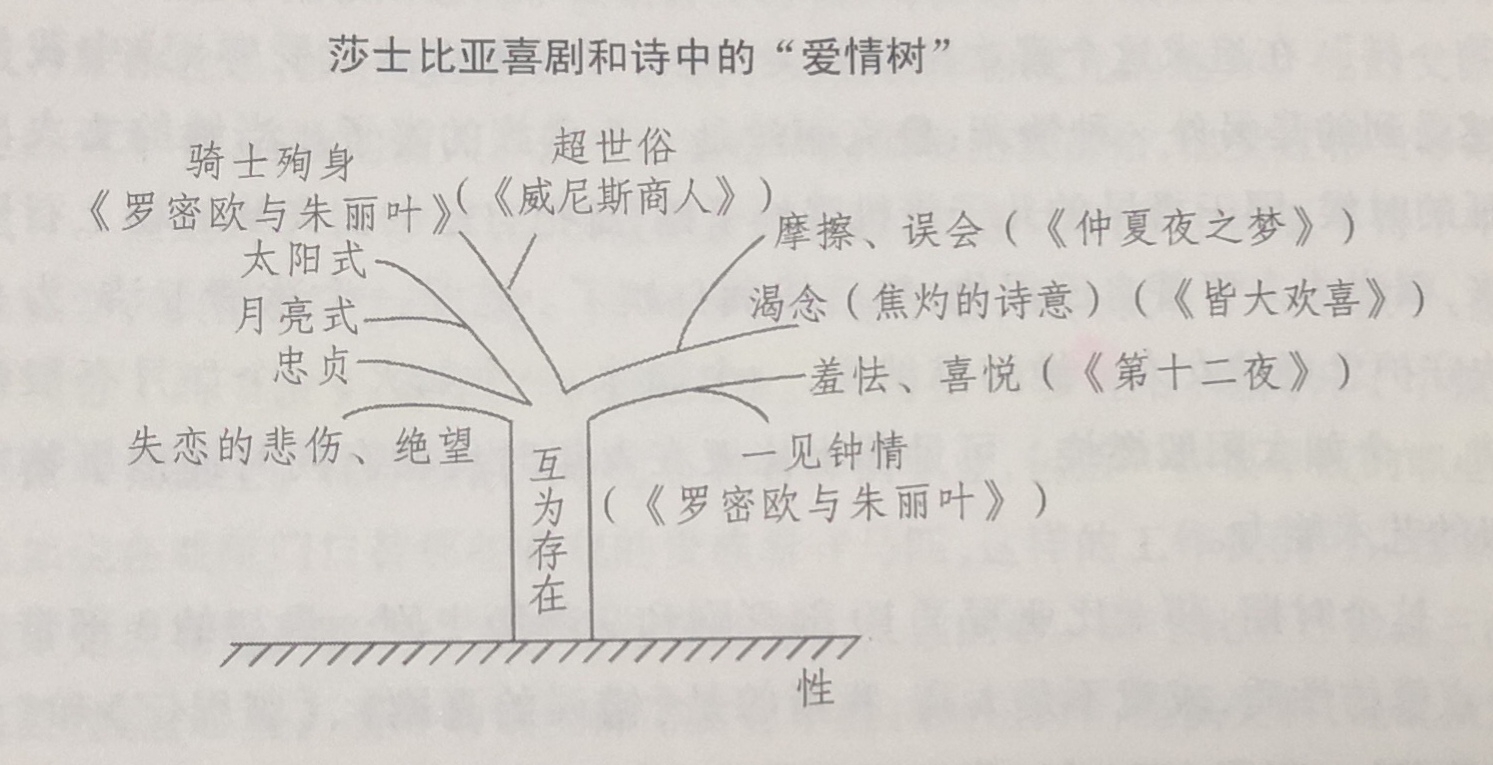 莎士比亚喜剧和诗中的“爱情树”
骑士殉身
《罗密欧与朱丽叶》
超世俗
(《威尼斯商人》)
太阳式
月亮式
忠贞
失恋的悲伤、绝望
摩擦、误会(《仲夏夜之梦》)
渴念(焦灼的诗意)(《皆大欢喜》)
羞怯、喜悦(《第十二夜》)
一见钟情
(《罗密欧与朱丽叶》)
互为存在
性